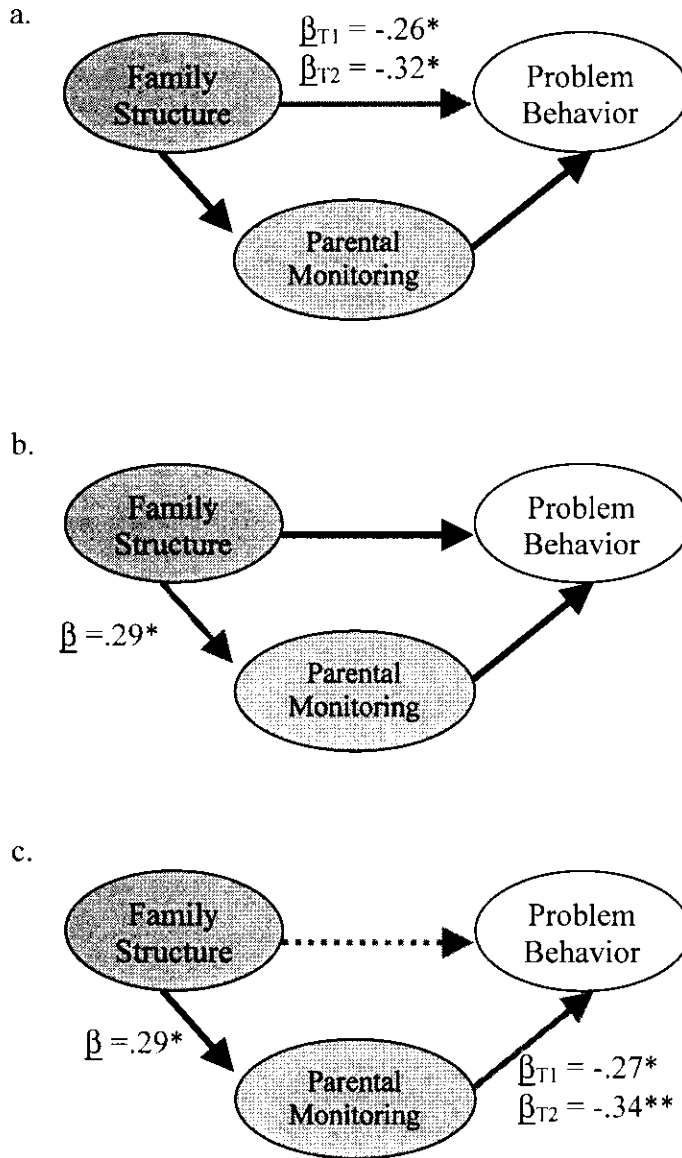 a.
β_T1 = -.26*
β_T2 = -.32*
Family
Structure
Problem
Behavior
Parental
Monitoring
b.
Family
Structure
Problem
Behavior
β =.29*
Parental
Monitoring
c.
Family
Structure
Problem
Behavior
β =.29*
Parental
Monitoring
β_T1 = -.27*
β_T2 = -.34**